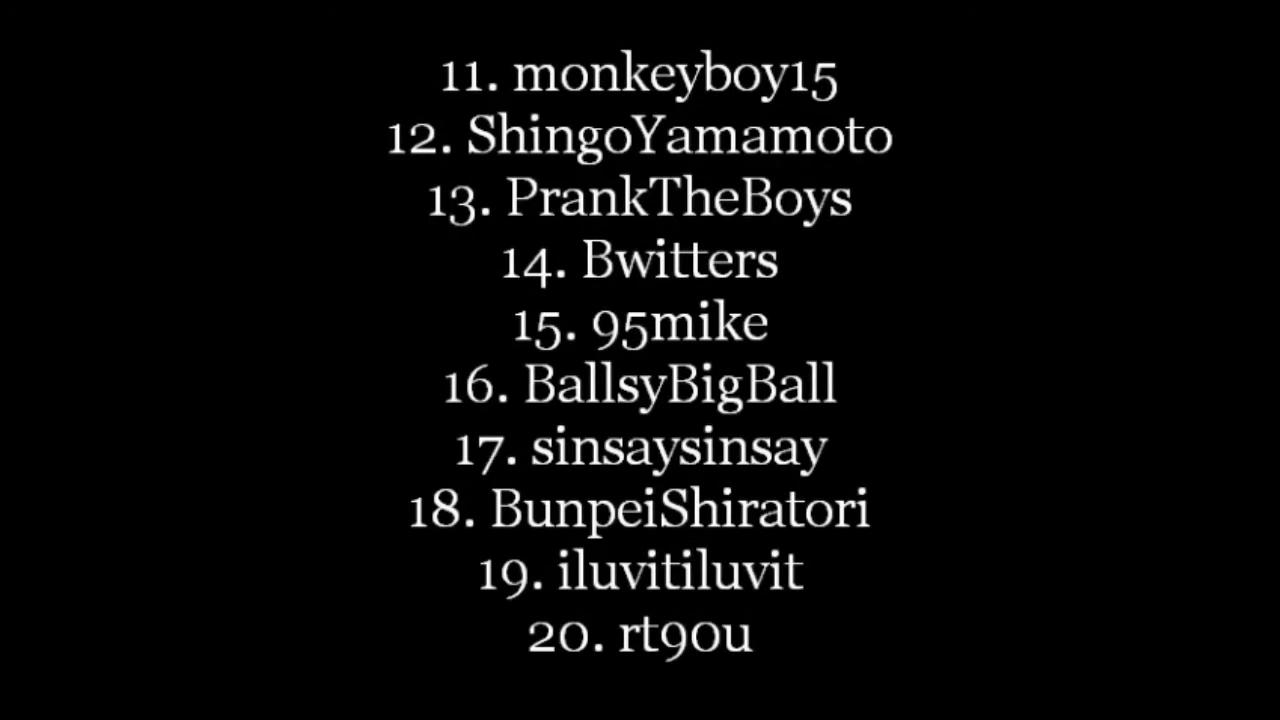 11. monkeyboy15
12. ShingoYamamoto
13. PrankTheBoys
14. Bwitters
15. 95mike
16. BallsyBigBall
17. sinsaysinsay
18. BunpeiShiratori
19. iluvitiluvit
20. rt90u